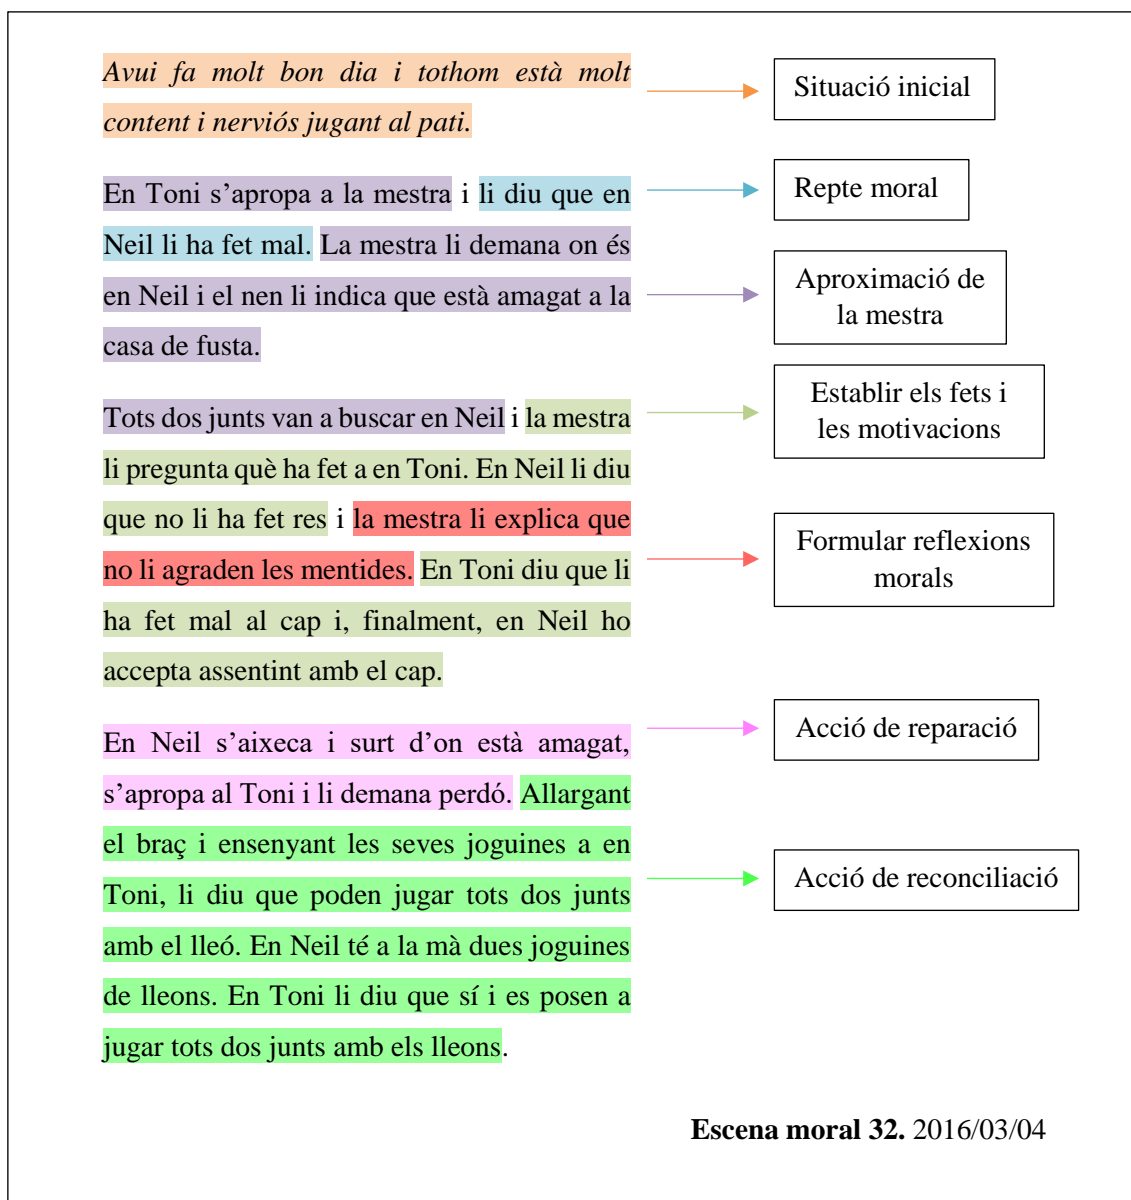 Avui fa molt bon dia i tothom està molt
content i nerviós jugant al pati.
Situació inicial
En Toni s’apropa a la mestra i li diu que en
Neil li ha fet mal. La mestra li demana on és
en Neil i el nen li indica que està amagat a la
casa de fusta.
Repte moral
Aproximació de
la mestra
Tots dos junts van a buscar en Neil i la mestra
li pregunta què ha fet a en Toni. En Neil li diu
que no li ha fet res i la mestra li explica que
no li agraden les mentides. En Toni diu que li
ha fet mal al cap i, finalment, en Neil ho
accepta assentint amb el cap.
Establir els fets i
les motivacions
Formular reflexions
morals
En Neil s’aixeca i surt d’on està amagat,
s’apropa al Toni i li demana perdó. Allargant
el braç i ensenyant les seves joguines a en
Toni, li diu que poden jugar tots dos junts
amb el lleó. En Neil té a la mà dues joguines
de lleons. En Toni li diu que sí i es posen a
jugar tots dos junts amb els lleons.
Acció de reparació
Acció de reconciliació
Escena moral 32. 2016/03/04